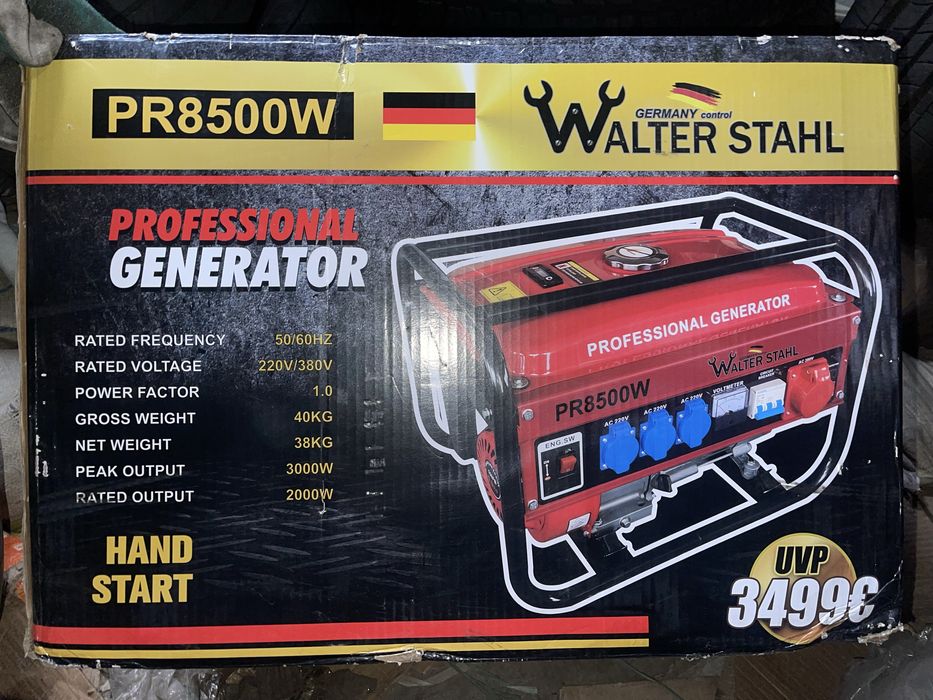 PR8500W
GERMANY control
WALTER STAHL
PROFESSIONAL
GENERATOR
RATED FREQUENCY 50/60HZ
RATED VOLTAGE 220V/380V
POWER FACTOR 1.0
GROSS WEIGHT 40KG
NET WEIGHT 38KG
PEAK OUTPUT 3000W
RATED OUTPUT 2000W
HAND
START
PROFESSIONAL GENERATOR
WALTER STAHL
PR8500W
AC 220V
AC 220V
AC 220V
VOLTMETER
CIRCUIT
BREAKER
ENG.SW
UVP
3499€